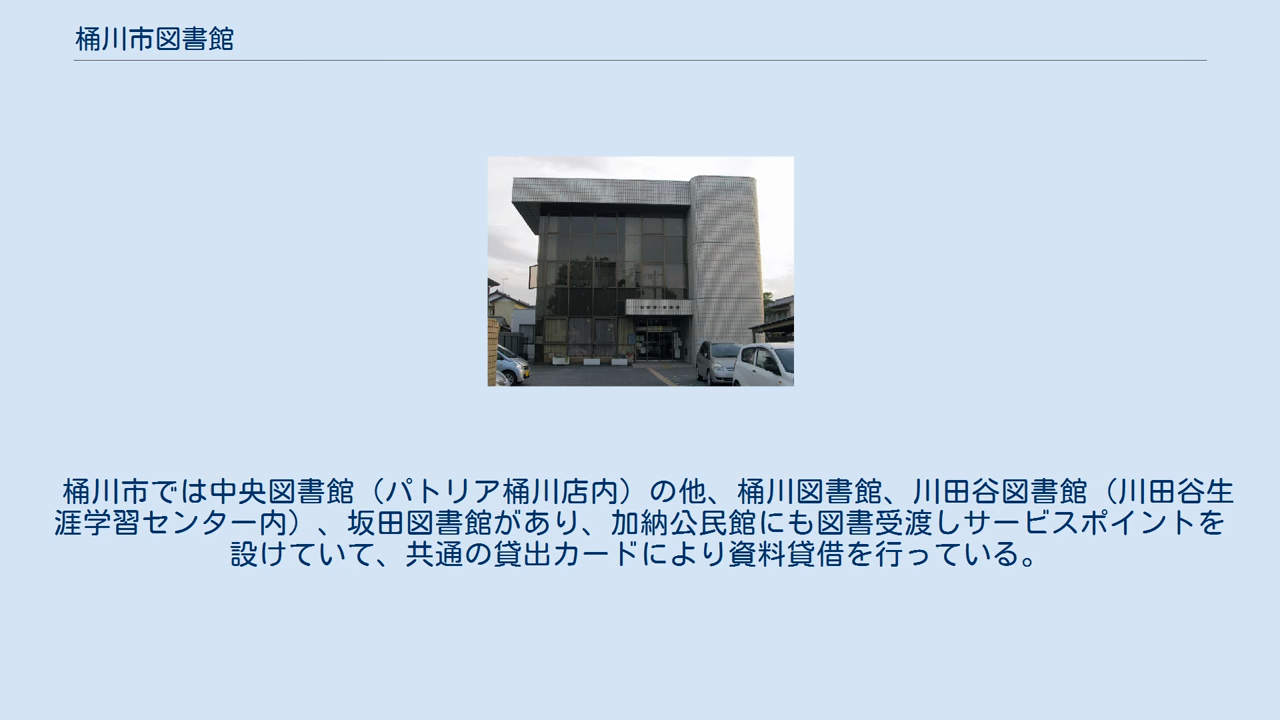 桶川市図書館
桶川市では中央図書館（パトリア桶川店内）の他、桶川図書館、川田谷図書館（川田谷生
涯学習センター内）、坂田図書館があり、加納公民館にも図書受渡しサービスポイントを
設けていて、共通の貸出カードにより資料貸借を行っている。